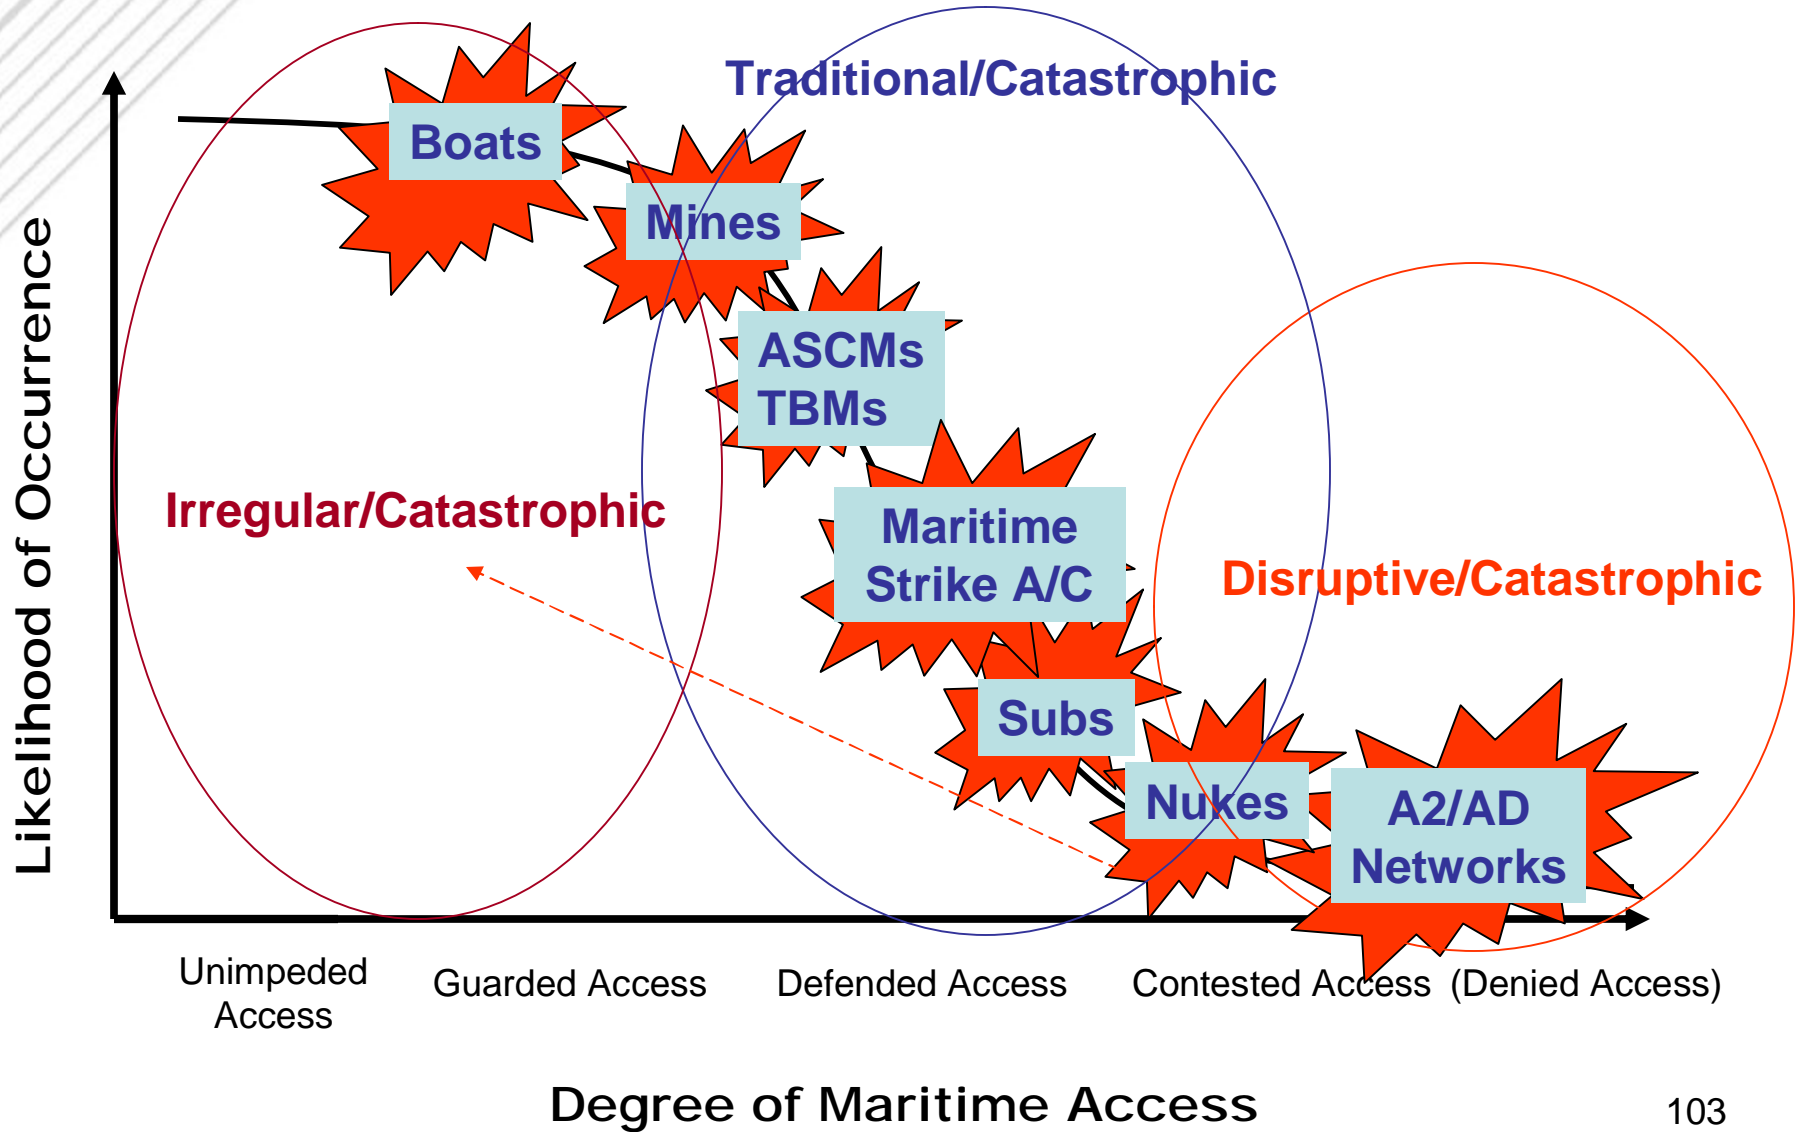 Traditional/Catastrophic
Boats
Mines
ASCMs
TBMs
Irregular/Catastrophic
Maritime
Strike A/C
Disruptive/Catastrophic
Subs
Nukes
A2/AD
Networks
Likelihood of Occurrence
Unimpeded
Access
Guarded Access
Defended Access
Contested Access (Denied Access)
Degree of Maritime Access
103